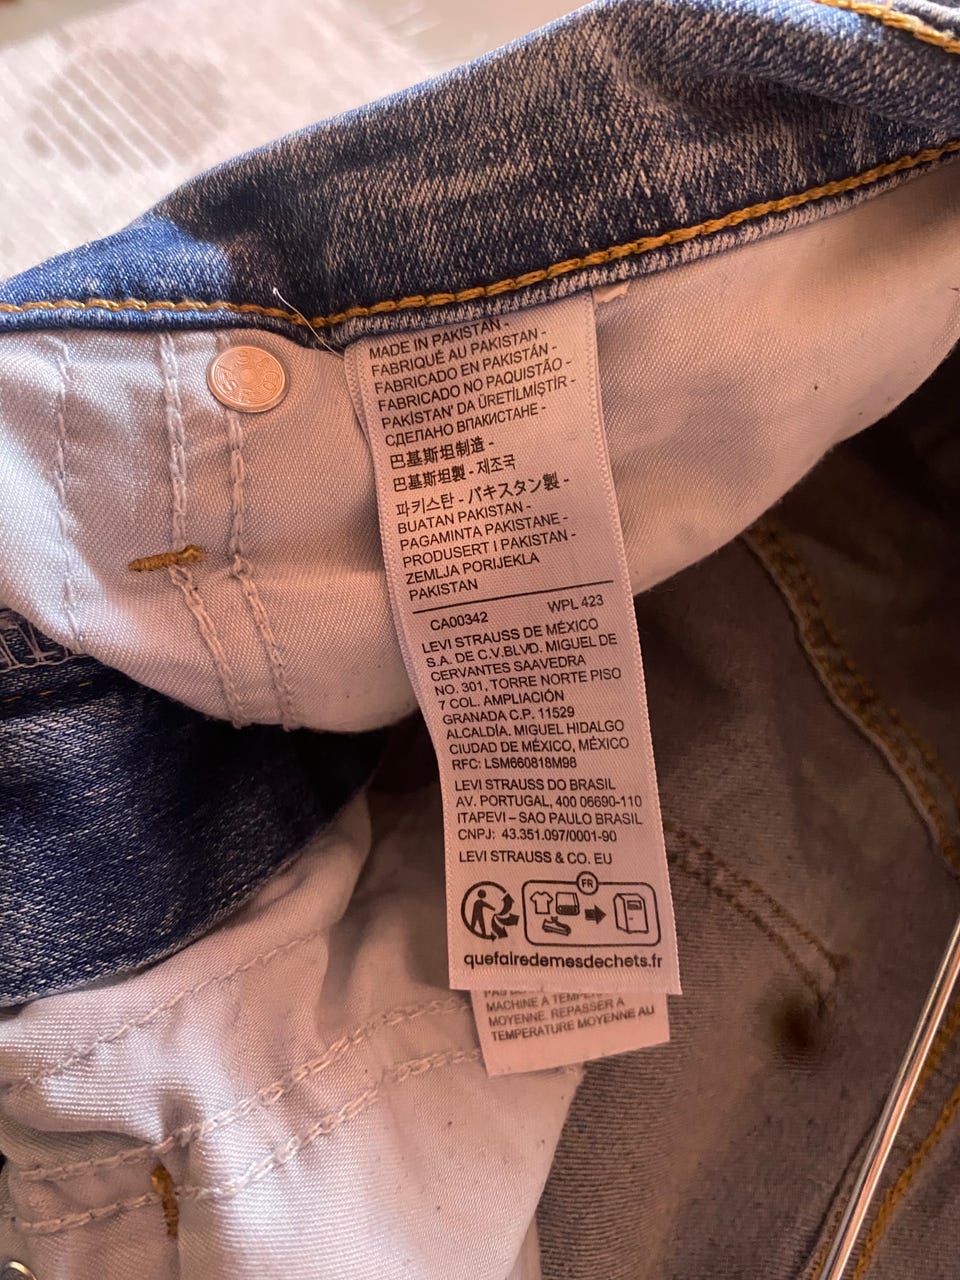 MADE IN PAKISTAN -
FABRIQUÉ AU PAKISTAN -
FABRICADO EN PAKISTÁN -
FABRICADO NO PAQUISTÃO -
PAKİSTAN' DA ÜRETİLMİŞTİR -
СДЕЛАНО ВПАКИСТАНЕ -
巴基斯坦制造 -
巴基斯坦製 - 제조국
파키스탄 - パキスタン製 -
BUATAN PAKISTAN -
PAGAMINTA PAKISTANE -
PRODUSERT I PAKISTAN -
ZEMLJA PORIJEKLA
PAKISTAN
CA00342 WPL 423
LEVI STRAUSS DE MÉXICO
S.A. DE C.V.BLVD. MIGUEL DE
CERVANTES SAAVEDRA
NO. 301, TORRE NORTE PISO
7 COL. AMPLIACIÓN
GRANADA C.P. 11529
ALCALDÍA. MIGUEL HIDALGO
CIUDAD DE MÉXICO, MÉXICO
RFC: LSM660818M98
LEVI STRAUSS DO BRASIL
AV. PORTUGAL, 400 06690-110
ITAPEVI – SAO PAULO BRASIL
CNPJ: 43.351.097/0001-90
LEVI STRAUSS & CO. EU
FR
quefairedemesdechets.fr
MACHINE À
MOYENNE. REPASSER A
TEMPERATURE MOYENNE AU